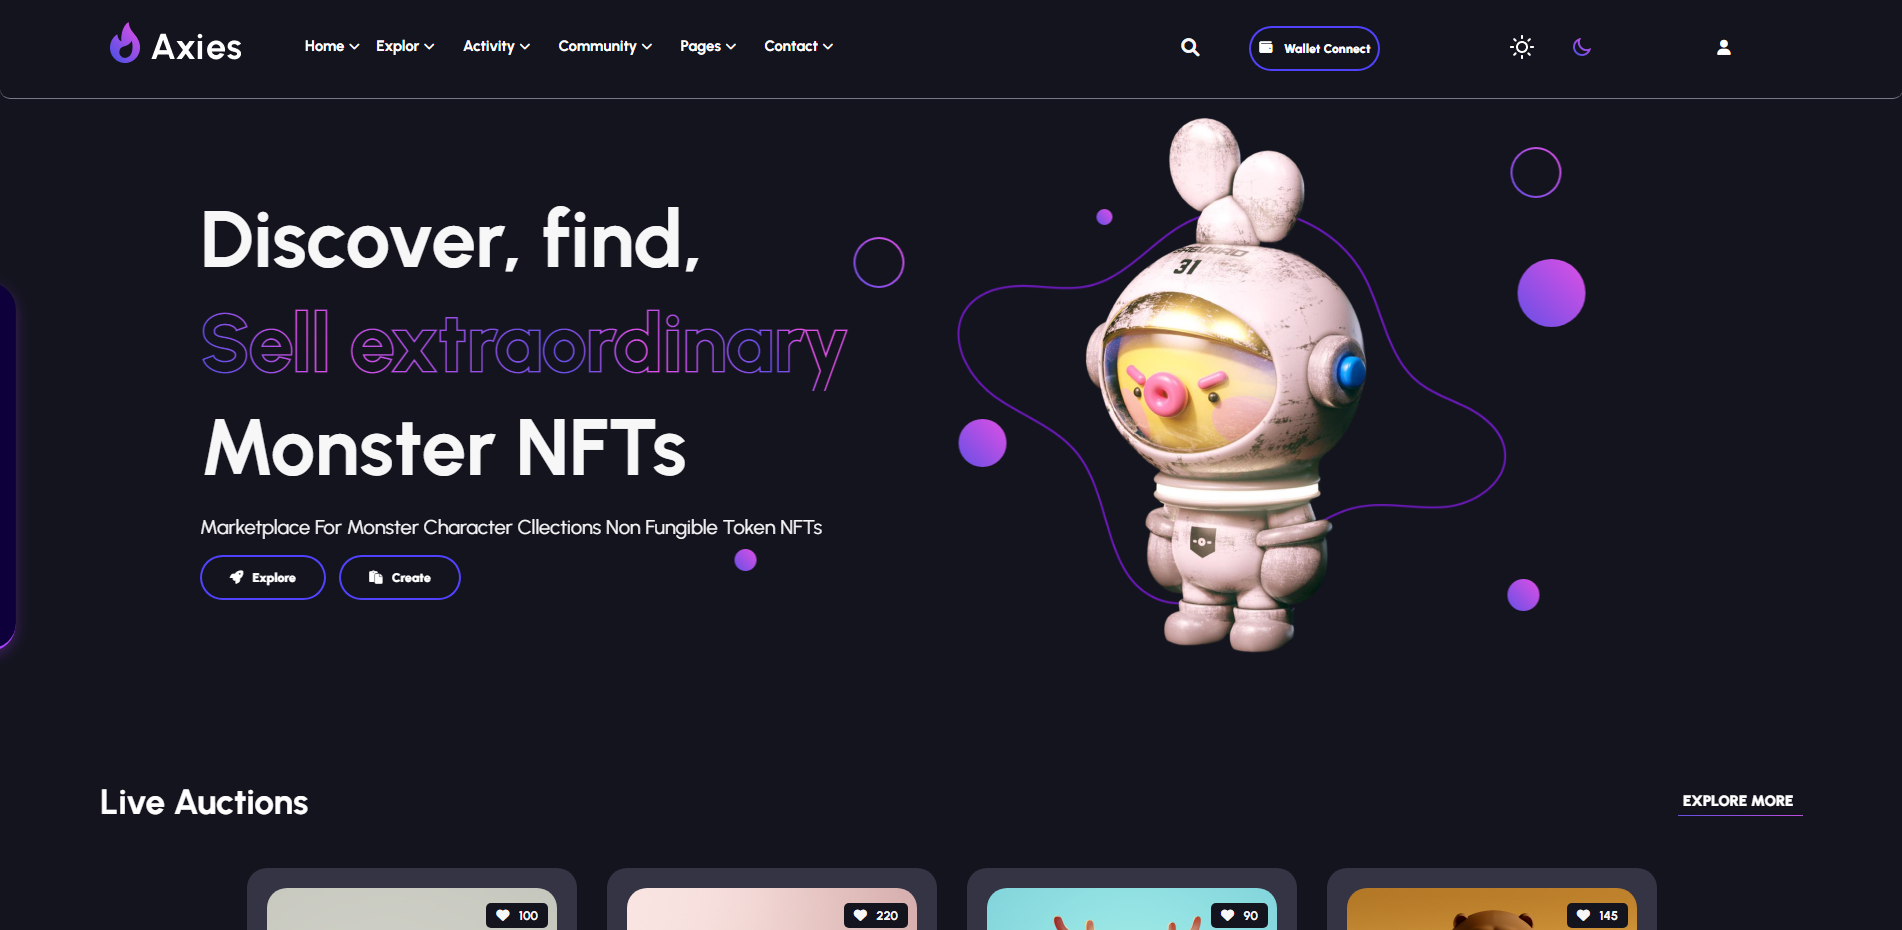 Axies
Home Explor Activity Community Pages Contact
Wallet Connect
31
Discover, find,
Sell extraordinary
Monster NFTs
Marketplace For Monster Character Cllections Non Fungible Token NFTs
Explore Create
Live Auctions
EXPLORE MORE
100 220 90 145